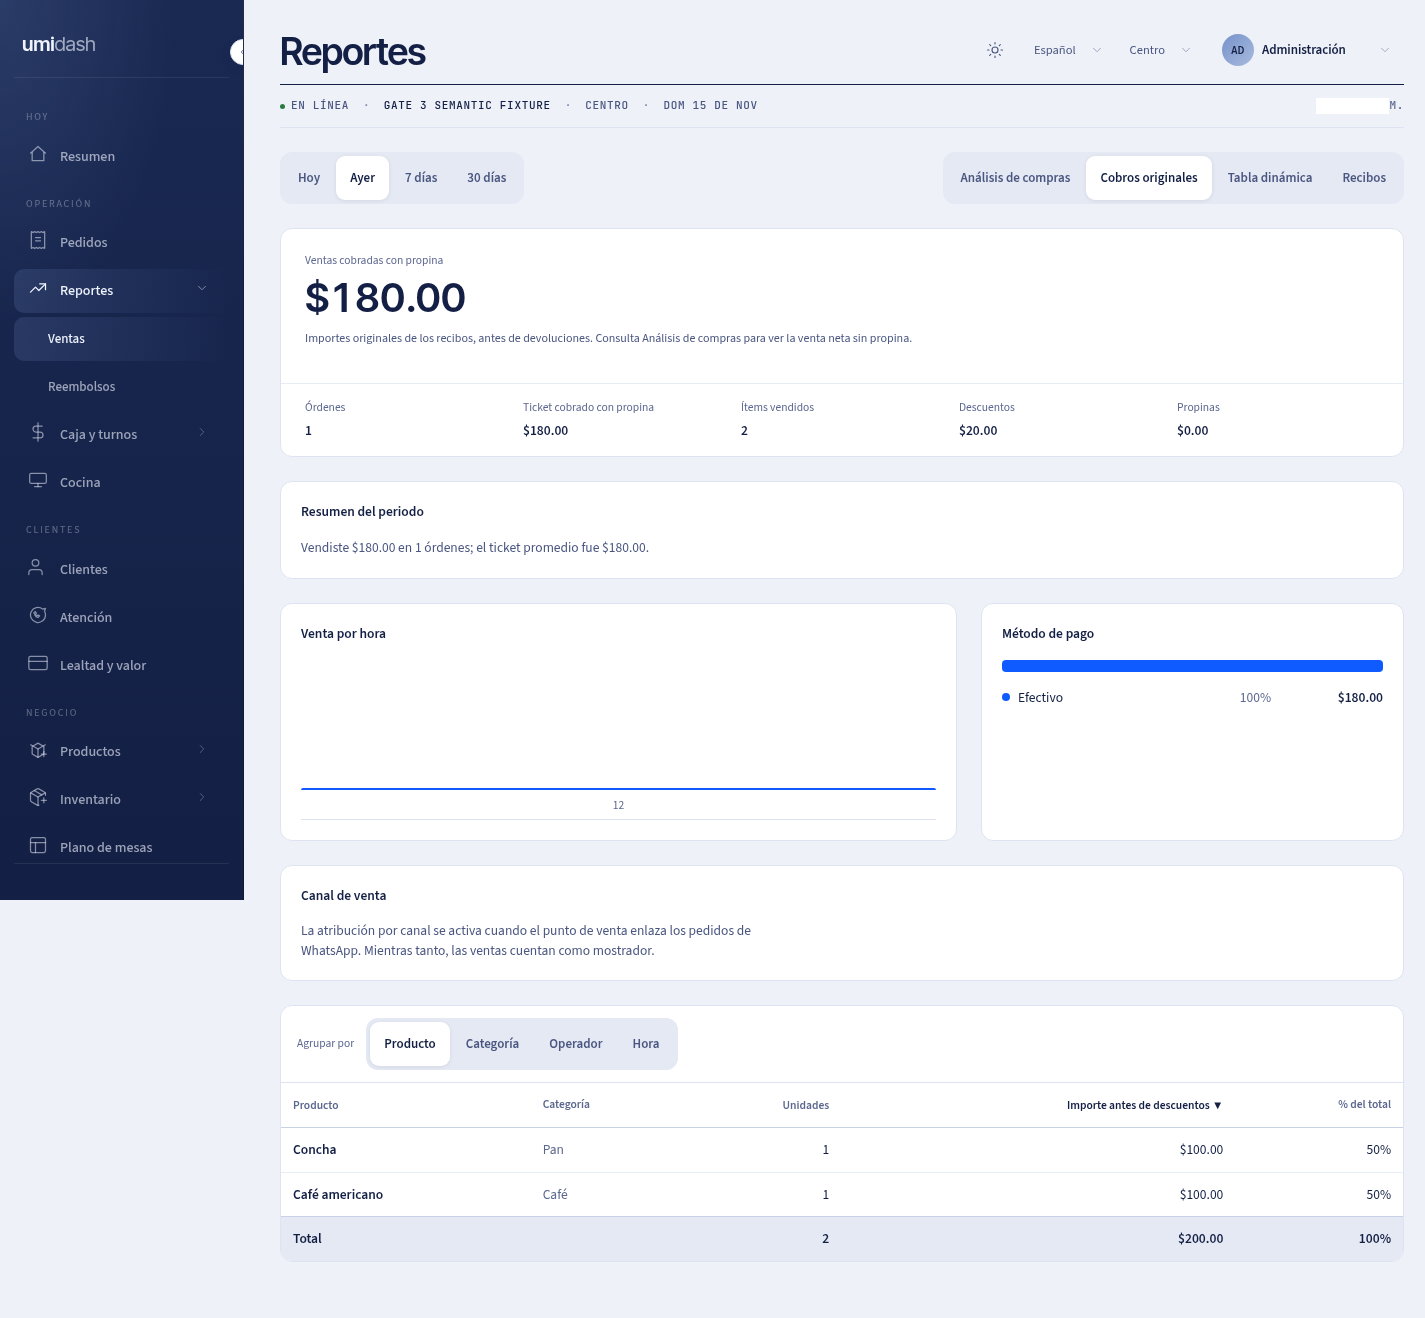 umidash
HOY
Resumen
OPERACIÓN
Pedidos
Reportes
Ventas
Reembolsos
Caja y turnos
Cocina
CLIENTES
Clientes
Atención
Lealtad y valor
NEGOCIO
Productos
Inventario
Plano de mesas
Reportes
Español
Centro
AD Administración
EN LÍNEA · GATE 3 SEMANTIC FIXTURE · CENTRO · DOM 15 DE NOV
M.
Hoy Ayer 7 días 30 días
Análisis de compras Cobros originales Tabla dinámica Recibos
Ventas cobradas con propina
$180.00
Importes originales de los recibos, antes de devoluciones. Consulta Análisis de compras para ver la venta neta sin propina.
Órdenes Ticket cobrado con propina Ítems vendidos Descuentos Propinas
1 $180.00 2 $20.00 $0.00
Resumen del periodo
Vendiste $180.00 en 1 órdenes; el ticket promedio fue $180.00.
Venta por hora
12
Método de pago
Efectivo 100% $180.00
Canal de venta
La atribución por canal se activa cuando el punto de venta enlaza los pedidos de
WhatsApp. Mientras tanto, las ventas cuentan como mostrador.
Agrupar por Producto Categoría Operador Hora
Producto Categoría Unidades Importe antes de descuentos ▼ % del total
Concha Pan 1 $100.00 50%
Café americano Café 1 $100.00 50%
Total 2 $200.00 100%